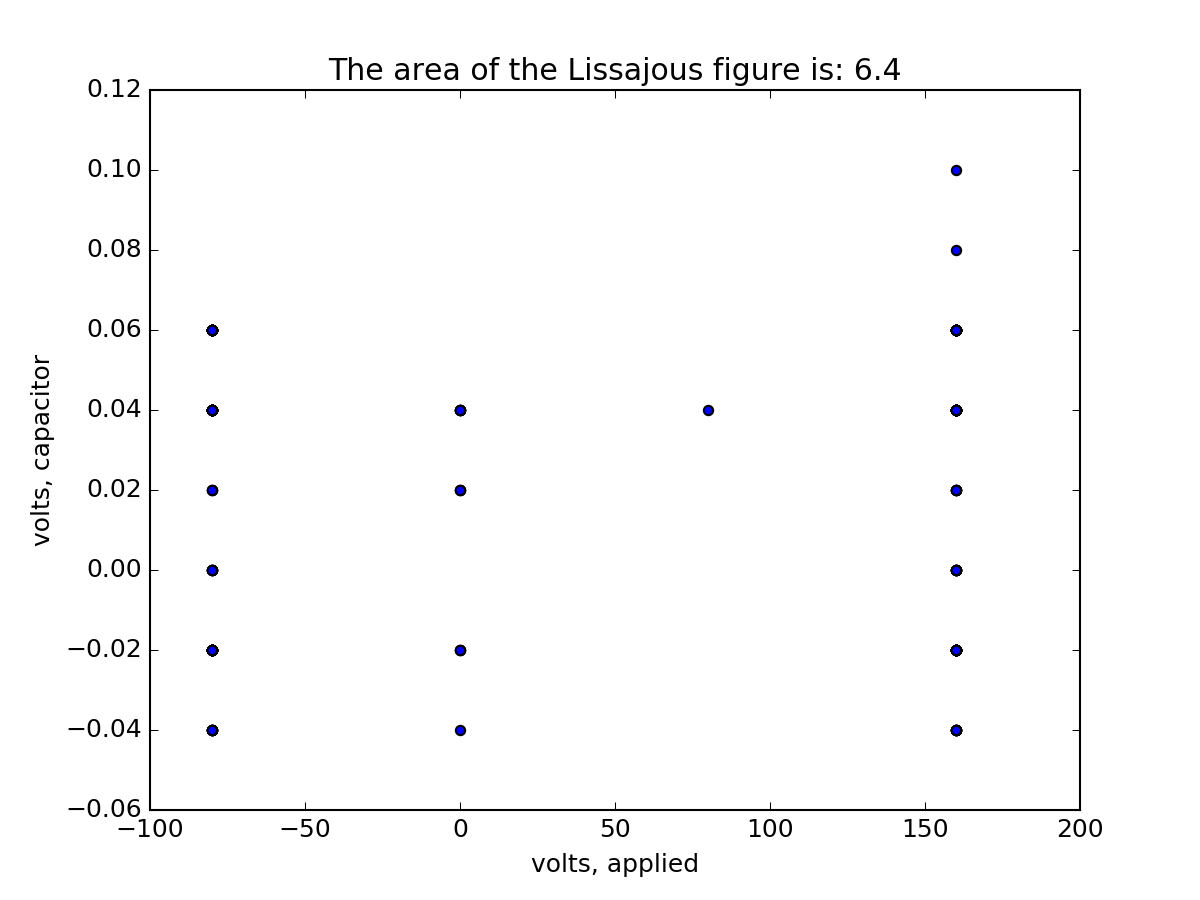 The area of the Lissajous figure is: 6.4
0.12
0.10
0.08
0.06
0.04
0.02
0.00
−0.02
−0.04
−0.06
volts, capacitor
−100 −50 0 50 100 150 200
volts, applied